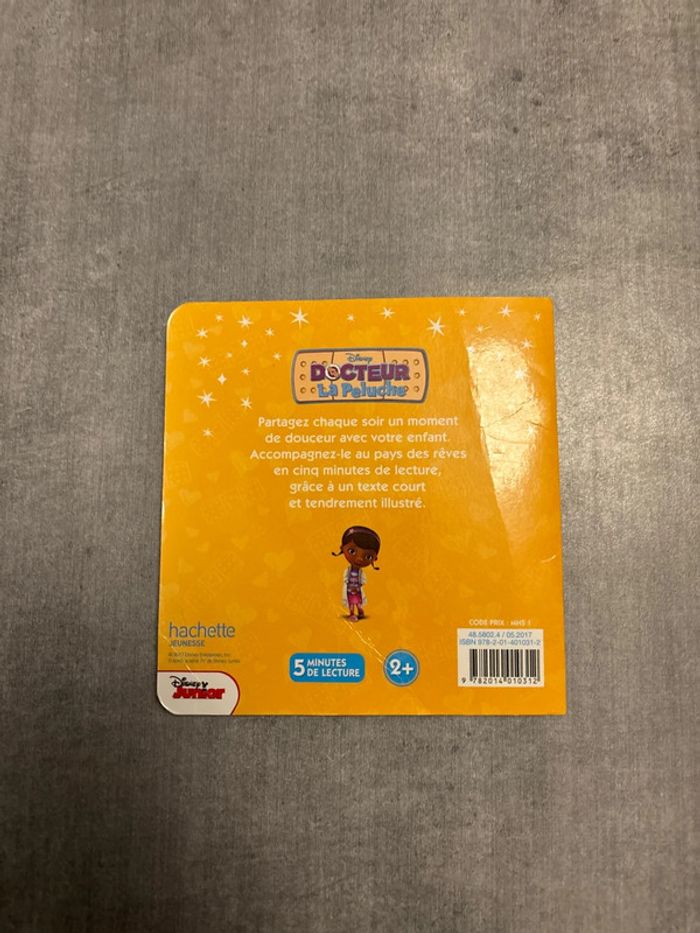 Disney
DOCTEUR
La Peluche
Partagez chaque soir un moment
de douceur avec votre enfant.
Accompagnez-le au pays des rêves
en cinq minutes de lecture,
grâce à un texte court
et tendrement illustré.
hachette
JEUNESSE
Disney
Junior
5 MINUTES
DE LECTURE
2+
CODE PRIX : MHS 1
48.5802.4 / 05.2017
ISBN 978-2-01-401031-2
9 782014 010312